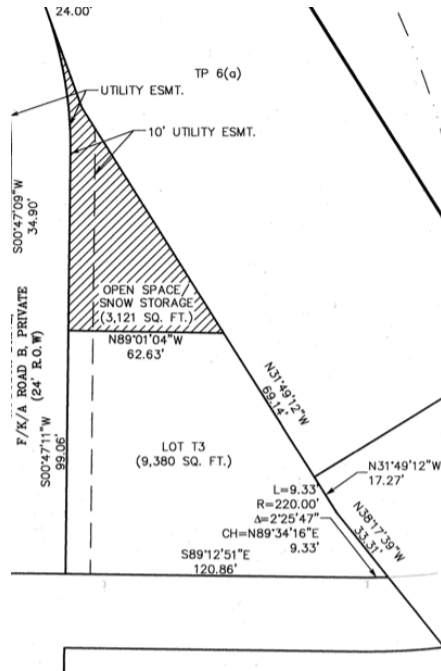 24.00'
TP 6(a)
UTILITY ESMT.
10' UTILITY ESMT.
S00°47'09"W
34.90'
F/K/A ROAD B, PRIVATE
(24' R.O.W)
OPEN SPACE/
SNOW STORAGE
(3,121 SQ. FT.)
N89°01'04"W
62.63'
N31°49'12"W
69.14'
S00°47'11"W
99.06'
LOT T3
(9,380 SQ. FT.)
N31°49'12"W
17.27'
L=9.33'
R=220.00'
Δ=2°25'47"
CH=N89°34'16"E
9.33'
N38°17'39"W
33.31'
S89°12'51"E
120.86'